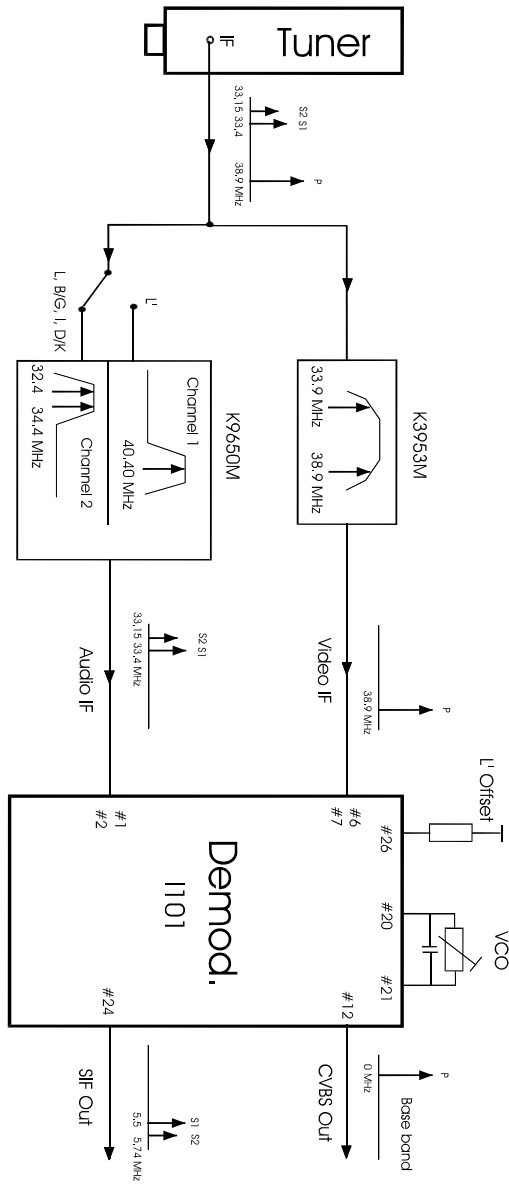 Tuner
IF
S2 S1
33.15 33.4
P
38.9 MHz
L'
L, B/G, I, D/K
K3953M
33.9 MHz
38.9 MHz
K9650M
Channel 1
40.40 MHz
32.4
34.4 MHz
Channel 2
P
38.9 MHz
Video IF
S2 S1
33.15 33.4 MHz
Audio IF
L' Offset
VCO
#26
#20
#21
#6
#7
#1
#2
Demod.
I101
#12
#24
P
0 MHz
Base band
CVBS Out
S1 S2
5.5 5.74 MHz
SIF Out